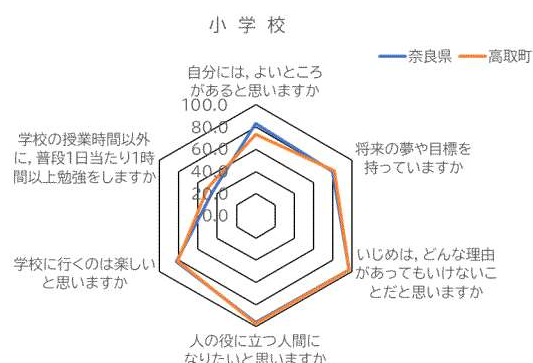 小学校
奈良県 高取町
自分には，よいところ
があると思いますか
100.0
80.0
60.0
40.0
20.0
0.0
将来の夢や目標を
持っていますか
いじめは，どんな理由
があってもいけないこ
とだと思いますか
人の役に立つ人間に
なりたいと思いますか
学校に行くのは楽しい
と思いますか
学校の授業時間以外
に，普段1日当たり1時
間以上勉強をしますか